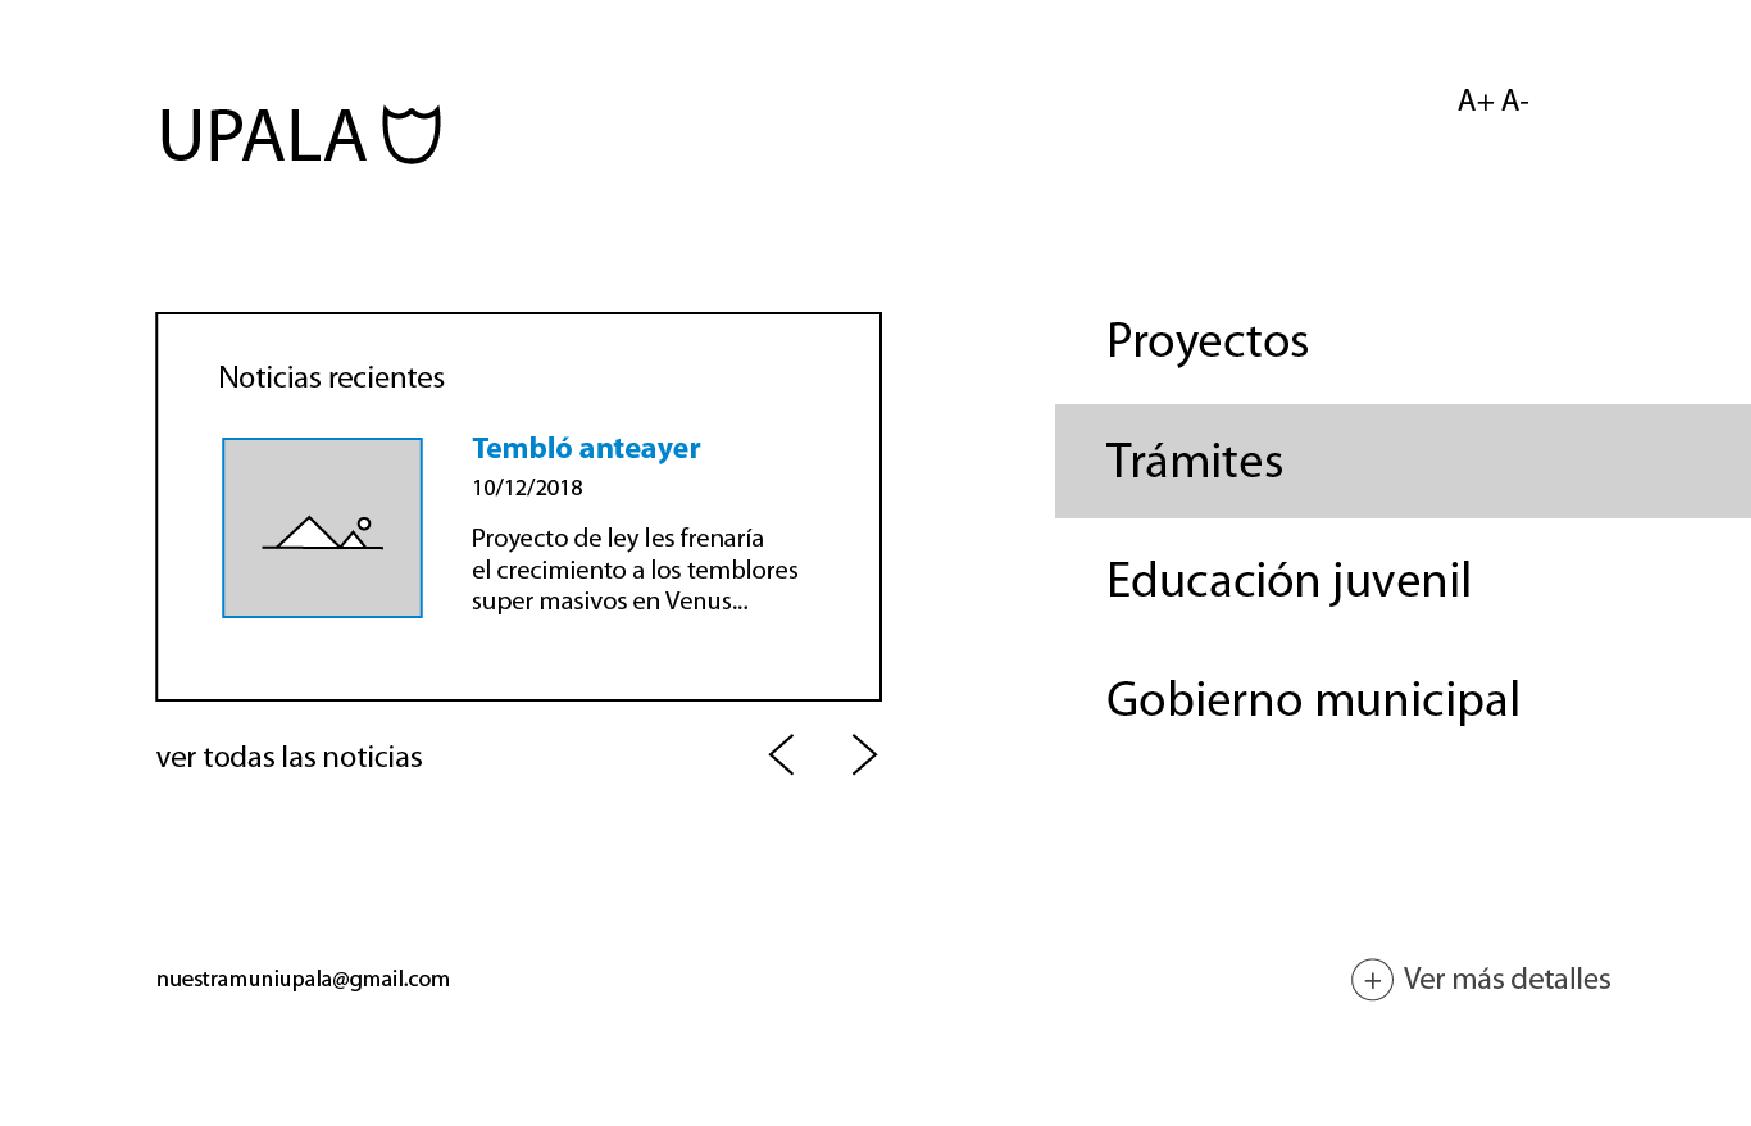 UPALA
A+ A-
Noticias recientes
Tembló anteayer
10/12/2018
Proyecto de ley les frenaría
el crecimiento a los temblores
super masivos en Venus...
ver todas las noticias
Proyectos
Trámites
Educación juvenil
Gobierno municipal
nuestramuniupala@gmail.com
Ver más detalles